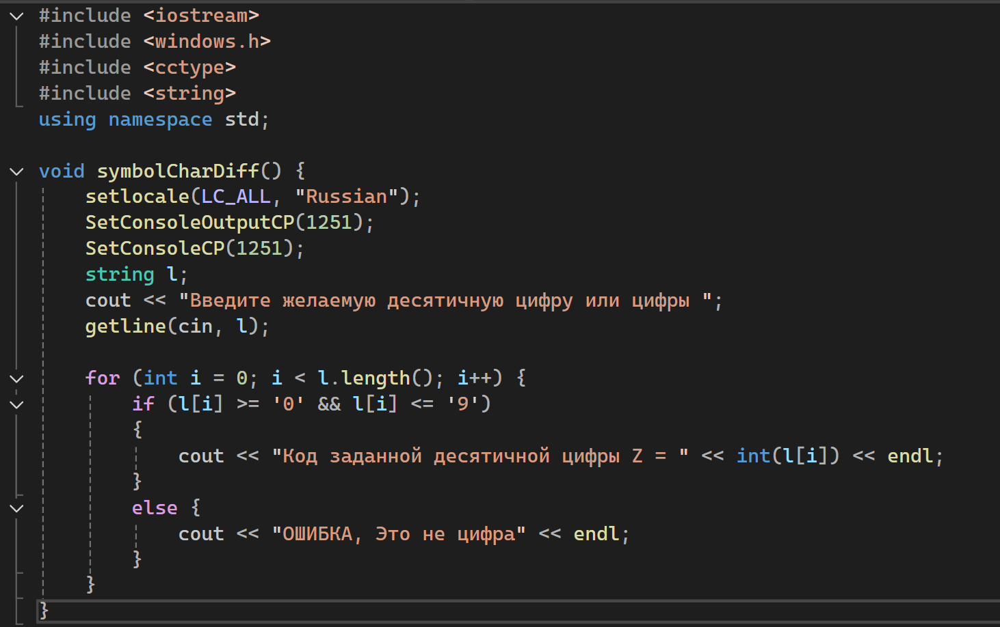 #include <iostream>
#include <windows.h>
#include <cctype>
#include <string>
using namespace std;
void symbolCharDiff() {
setlocale(LC_ALL, "Russian");
SetConsoleOutputCP(1251);
SetConsoleCP(1251);
string l;
cout << "Введите желаемую десятичную цифру или цифры ";
getline(cin, l);
for (int i = 0; i < l.length(); i++) {
if (l[i] >= '0' && l[i] <= '9')
{
cout << "Код заданной десятичной цифры Z = " << int(l[i]) << endl;
}
else {
cout << "ОШИБКА, Это не цифра" << endl;
}
}
}